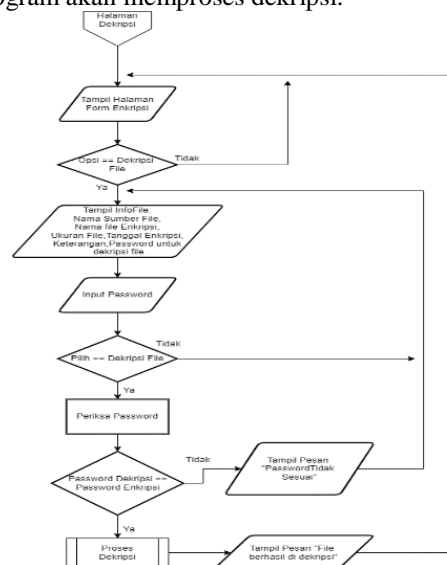 ogram akan memproses dekripsi.
Halaman
Dekripsi
Tampil Halaman
Form Enkripsi
Opsi == Dekripsi
File
Tidak
Ya
Tampil InfoFile,
Nama Sumber File,
Nama file Enkripsi,
Ukuran File,Tanggal Enkripsi,
Keterangan,Password untuk
dekripsi file
Input Password
Pilih == Dekripsi File
Tidak
Ya
Periksa Password
Password Dekripsi ==
Password Enkripsi
Tidak
Tampil Pesan
"PasswordTidak
Sesuai"
Ya
Proses
Dekripsi
Tampil Pesan "File
berhasil di dekripsi"